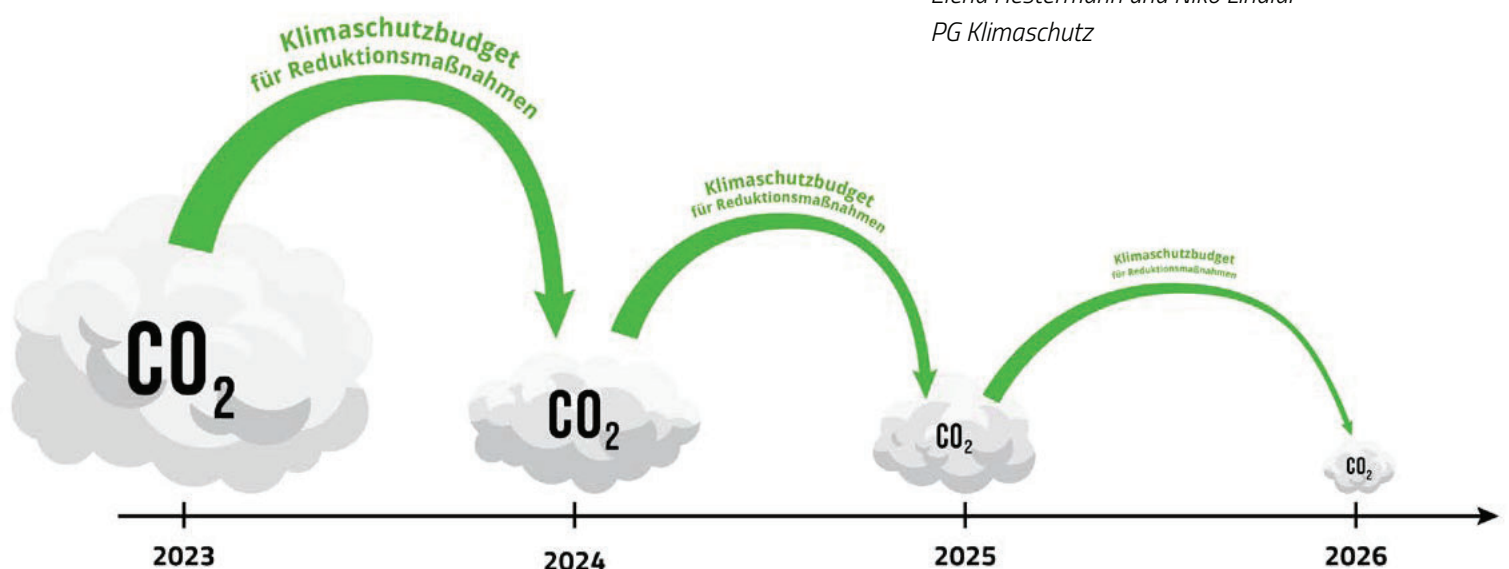 PG Klimaschutz
Klimaschutzbudget
für Reduktionsmaßnahmen
Klimaschutzbudget
für Reduktionsmaßnahmen
Klimaschutzbudget
für Reduktionsmaßnahmen
CO₂
CO₂
CO₂
CO₂
2023
2024
2025
2026